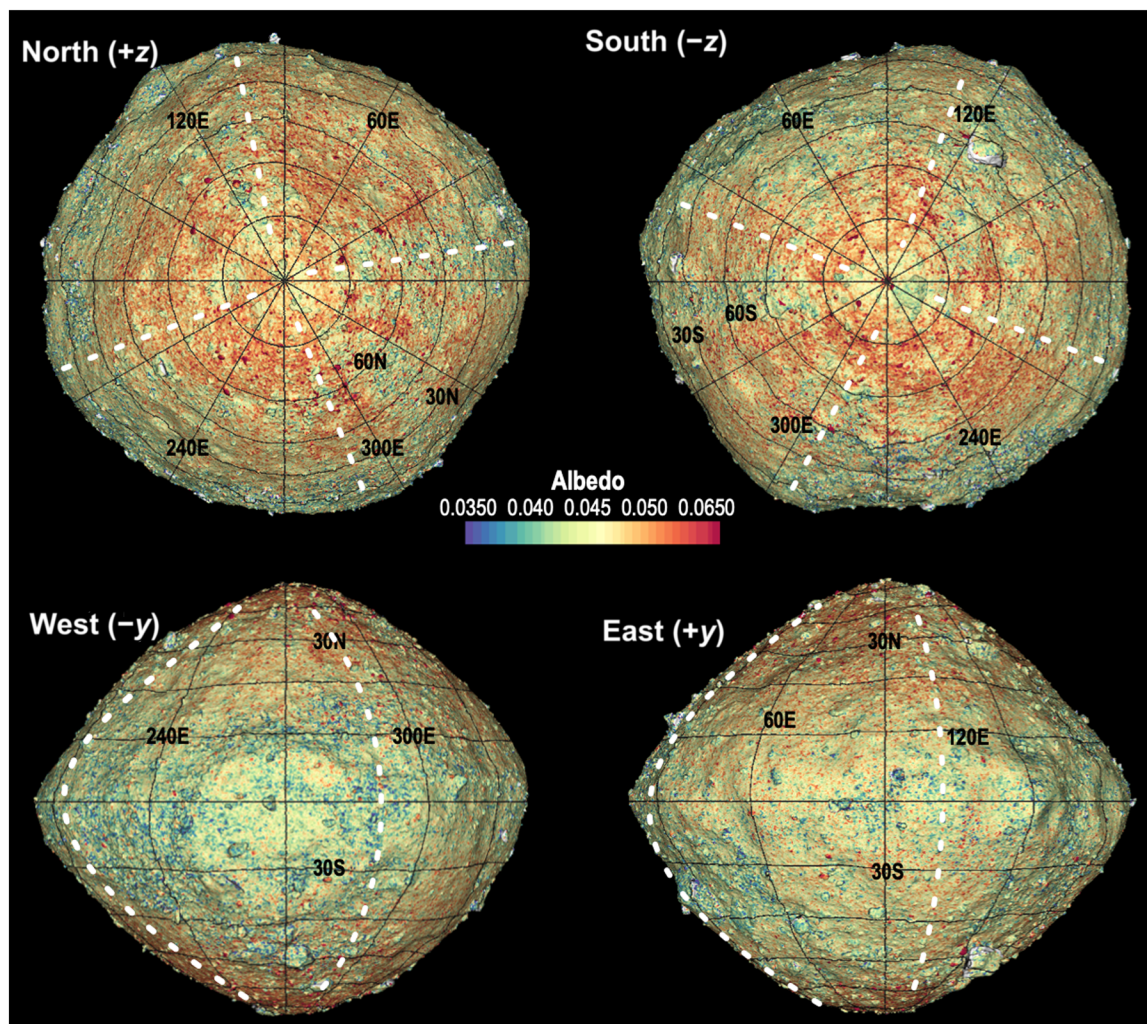 North (+z)
South (−z)
120E
60E
60E
120E
60S
30S
60N
30N
240E
300E
300E
240E
Albedo
0.0350 0.040 0.045 0.050 0.0650
West (−y)
East (+y)
30N
30N
240E
300E
60E
120E
30S
30S